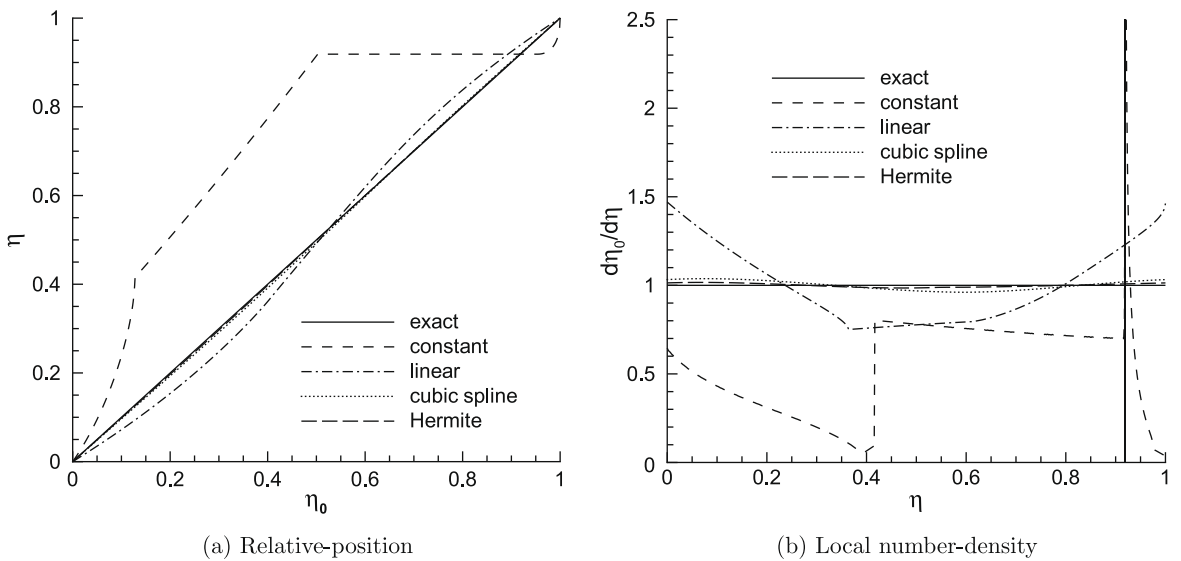 1
0.8
0.6
0.4
0.2
0
η
0
0.2
0.4
0.6
0.8
1
η₀
exact
constant
linear
cubic spline
Hermite
(a) Relative-position
2.5
2
1.5
1
0.5
0
dη₀/dη
0
0.2
0.4
0.6
0.8
1
η
exact
constant
linear
cubic spline
Hermite
(b) Local number-density